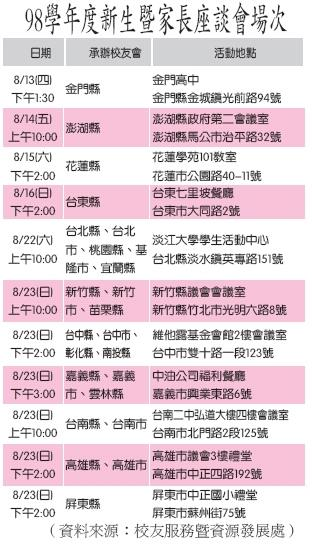 98學年度新生暨家長座談會場次
日期 承辦校友會 活動地點
8/13(四)
下午1:30
金門縣
金門高中
金門縣金城鎮光前路94號
8/14(五)
上午10:00
澎湖縣
澎湖縣政府第二會議室
澎湖縣馬公市治平路32號
8/15(六)
下午2:00
花蓮縣
花蓮學苑101教室
花蓮市公園路40-11號
8/16(日)
下午2:00
台東縣
台東七里坡餐廳
台東市大同路2號
8/22(六)
上午10:00
台北縣、台北
市、桃園縣、基
隆市、宜蘭縣
淡江大學學生活動中心
台北縣淡水鎮英專路151號
8/23(日)
上午10:00
新竹縣、新竹
市、苗栗縣
新竹縣議會會議室
新竹縣竹北市光明六路8號
8/23(日)
下午2:00
台中縣、台中市、
彰化縣、南投縣
維他露基金會館2樓會議室
台中市雙十路一段123號
8/23(日)
下午3:00
嘉義縣、嘉義
市、雲林縣
中油公司福利餐廳
嘉義市興業東路6號
8/23(日)
上午10:00
台南縣、台南市
台南二中弘道大樓四樓會議室
台南市北門路2段125號
8/23(日)
下午2:00
高雄縣、高雄市
高雄市議會3樓禮堂
高雄市中正四路192號
8/23(日)
下午2:00
屏東縣
屏東市中正國小禮堂
屏東市蘇州街75號
（資料來源：校友服務暨資源發展處）